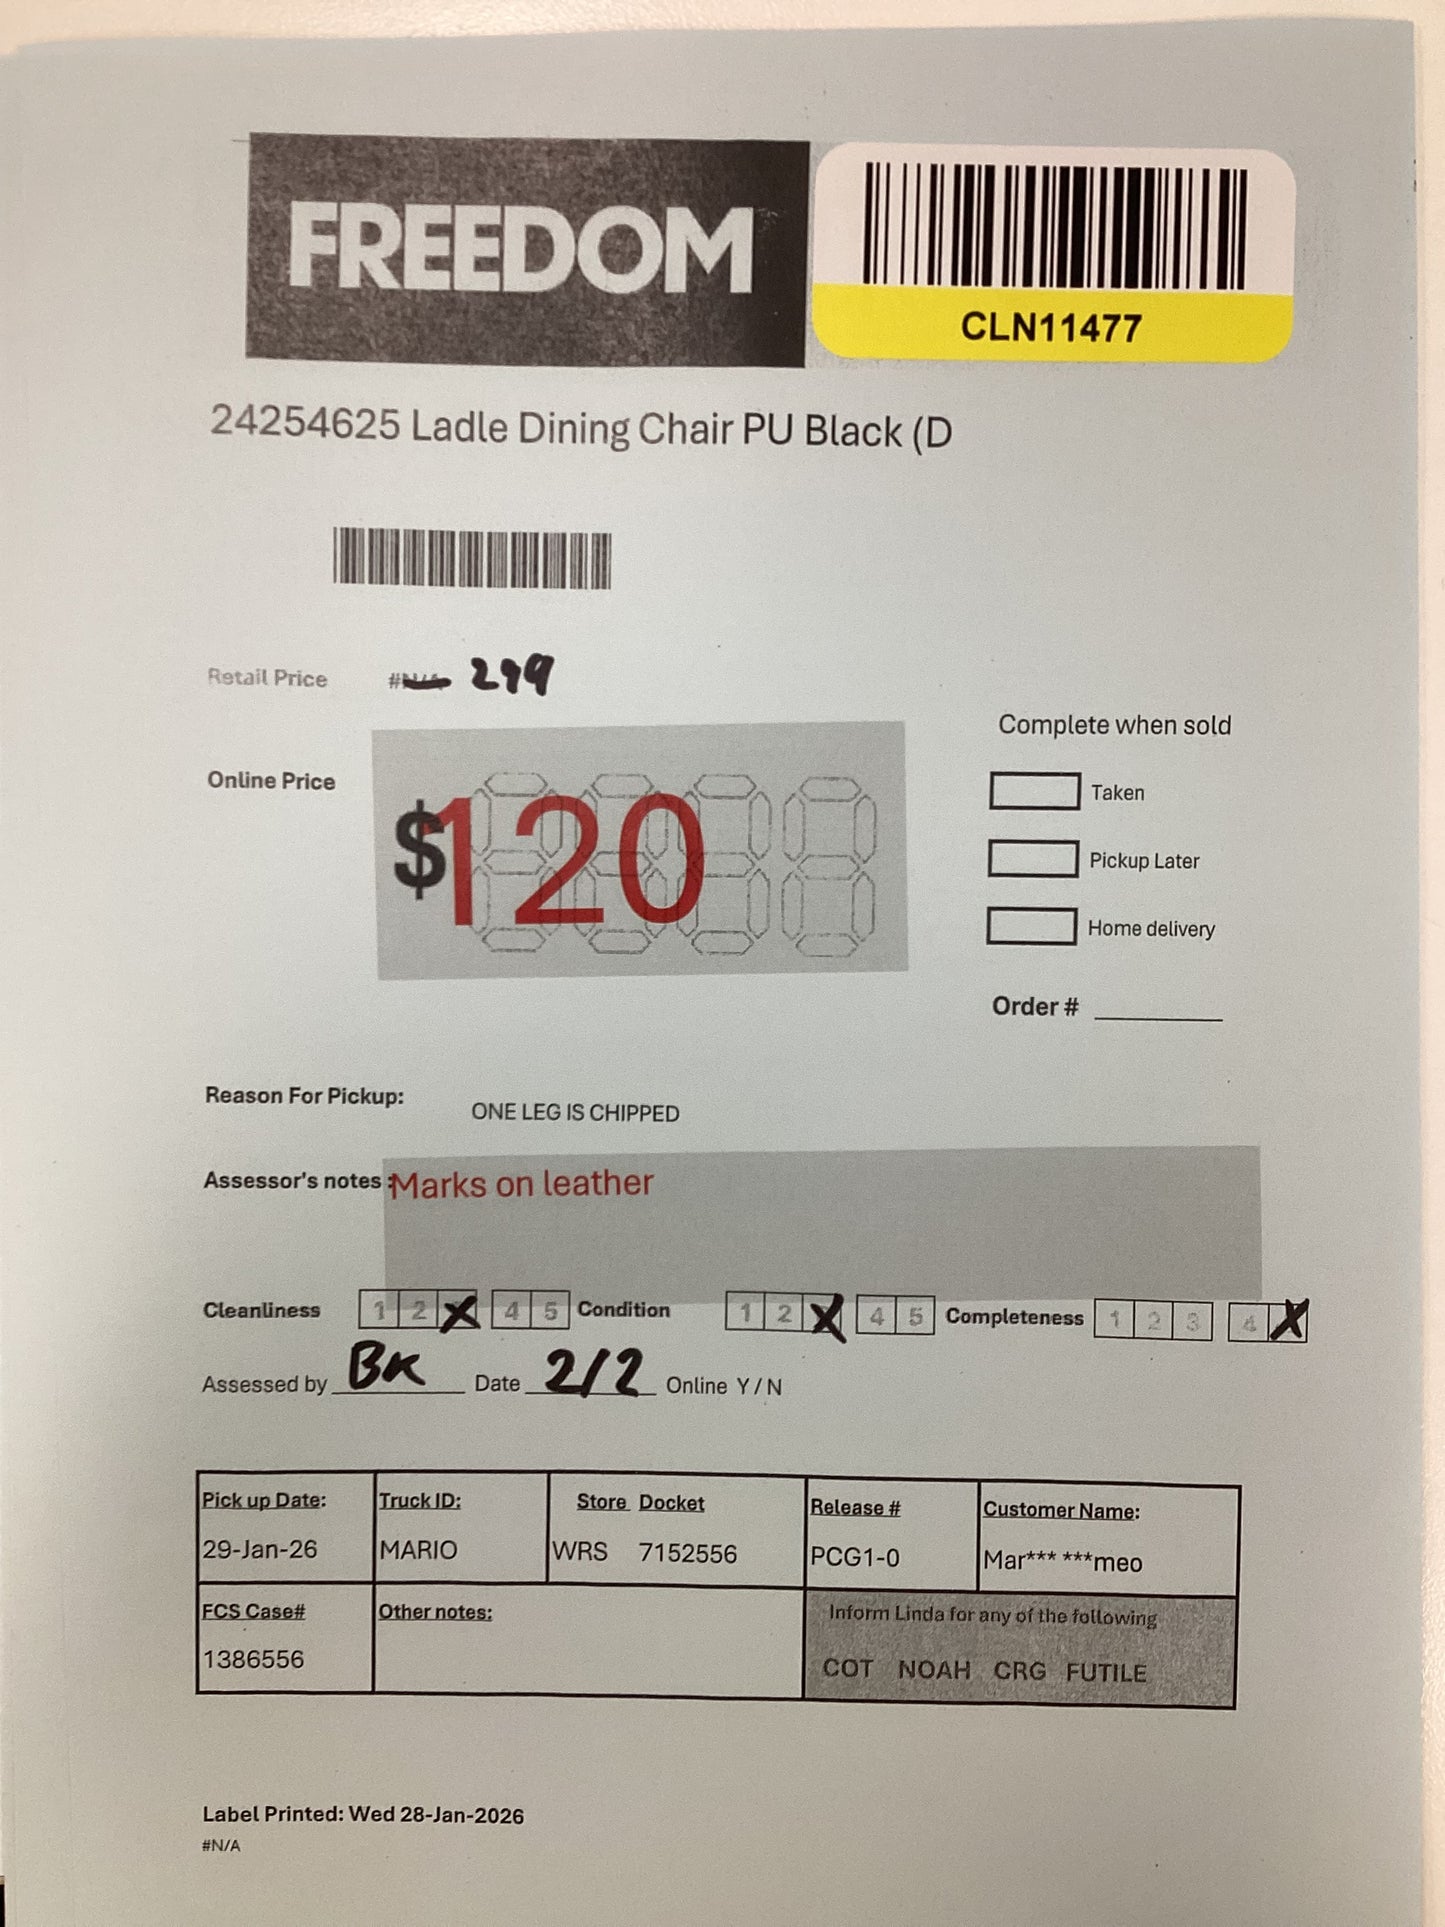 FREEDOM
CLN11477
24254625 Ladle Dining Chair PU Black (D
Retail Price 299
Complete when sold
Online Price $120
Taken
Pickup Later
Home delivery
Order #
Reason For Pickup: ONE LEG IS CHIPPED
Assessor's notes: Marks on leather
Cleanliness 1 2 X 4 5 Condition 1 2 X 4 5 Completeness 1 2 3 4 X
Assessed by BK Date 2/2 Online Y / N
Pick up Date: Truck ID: Store Docket Release # Customer Name:
29-Jan-26 MARIO WRS 7152556 PCG1-0 Mar*** ***meo
FCS Case# Other notes: Inform Linda for any of the following
1386556 COT NOAH CRG FUTILE
Label Printed: Wed 28-Jan-2026
#N/A